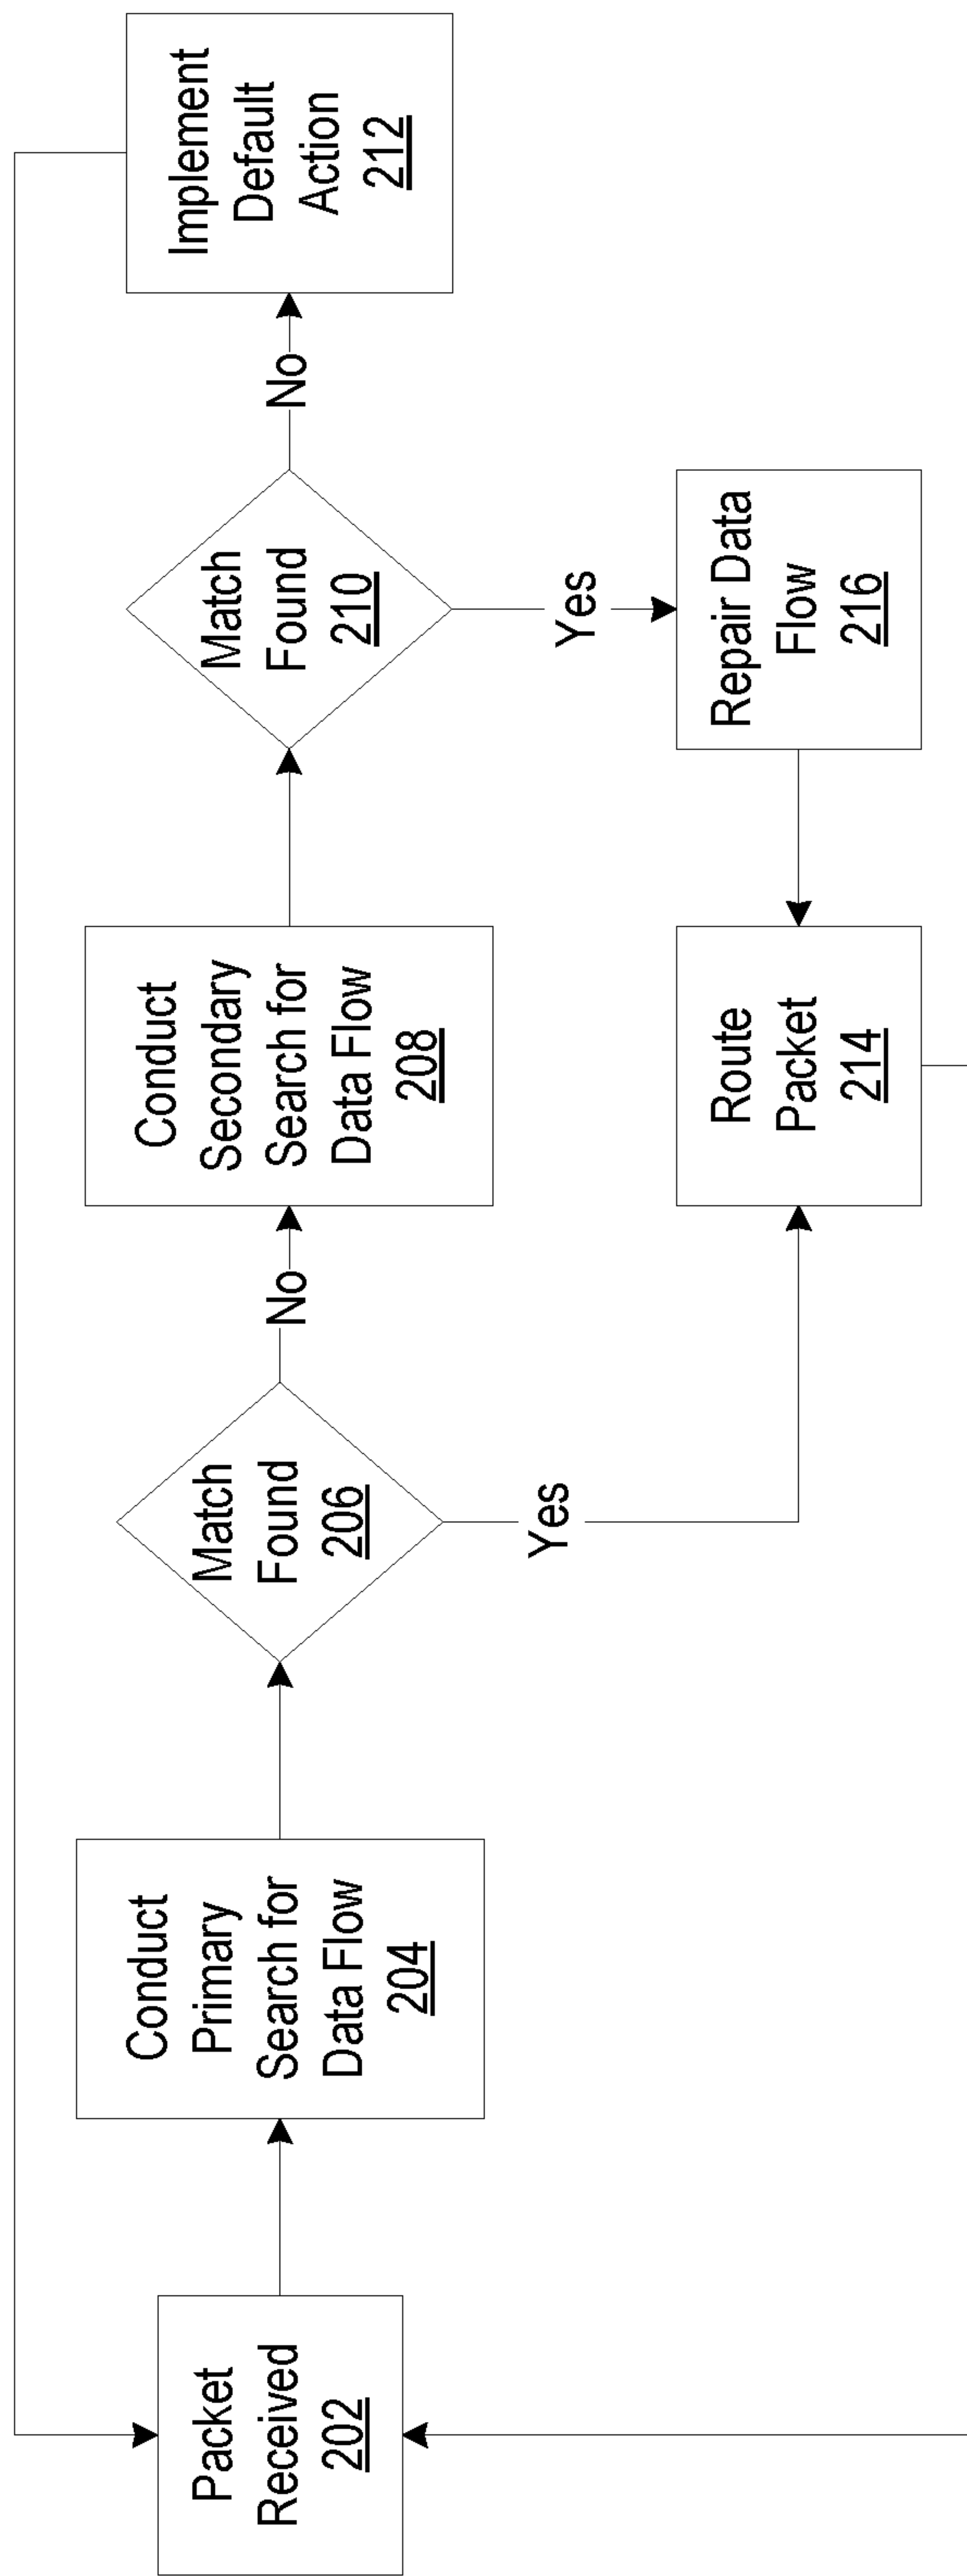 Packet
Received
202
Conduct
Primary
Search for
Data Flow
204
Match
Found
206
No
Yes
Conduct
Secondary
Search for
Data Flow
208
Match
Found
210
No
Yes
Implement
Default
Action
212
Route
Packet
214
Repair Data
Flow
216